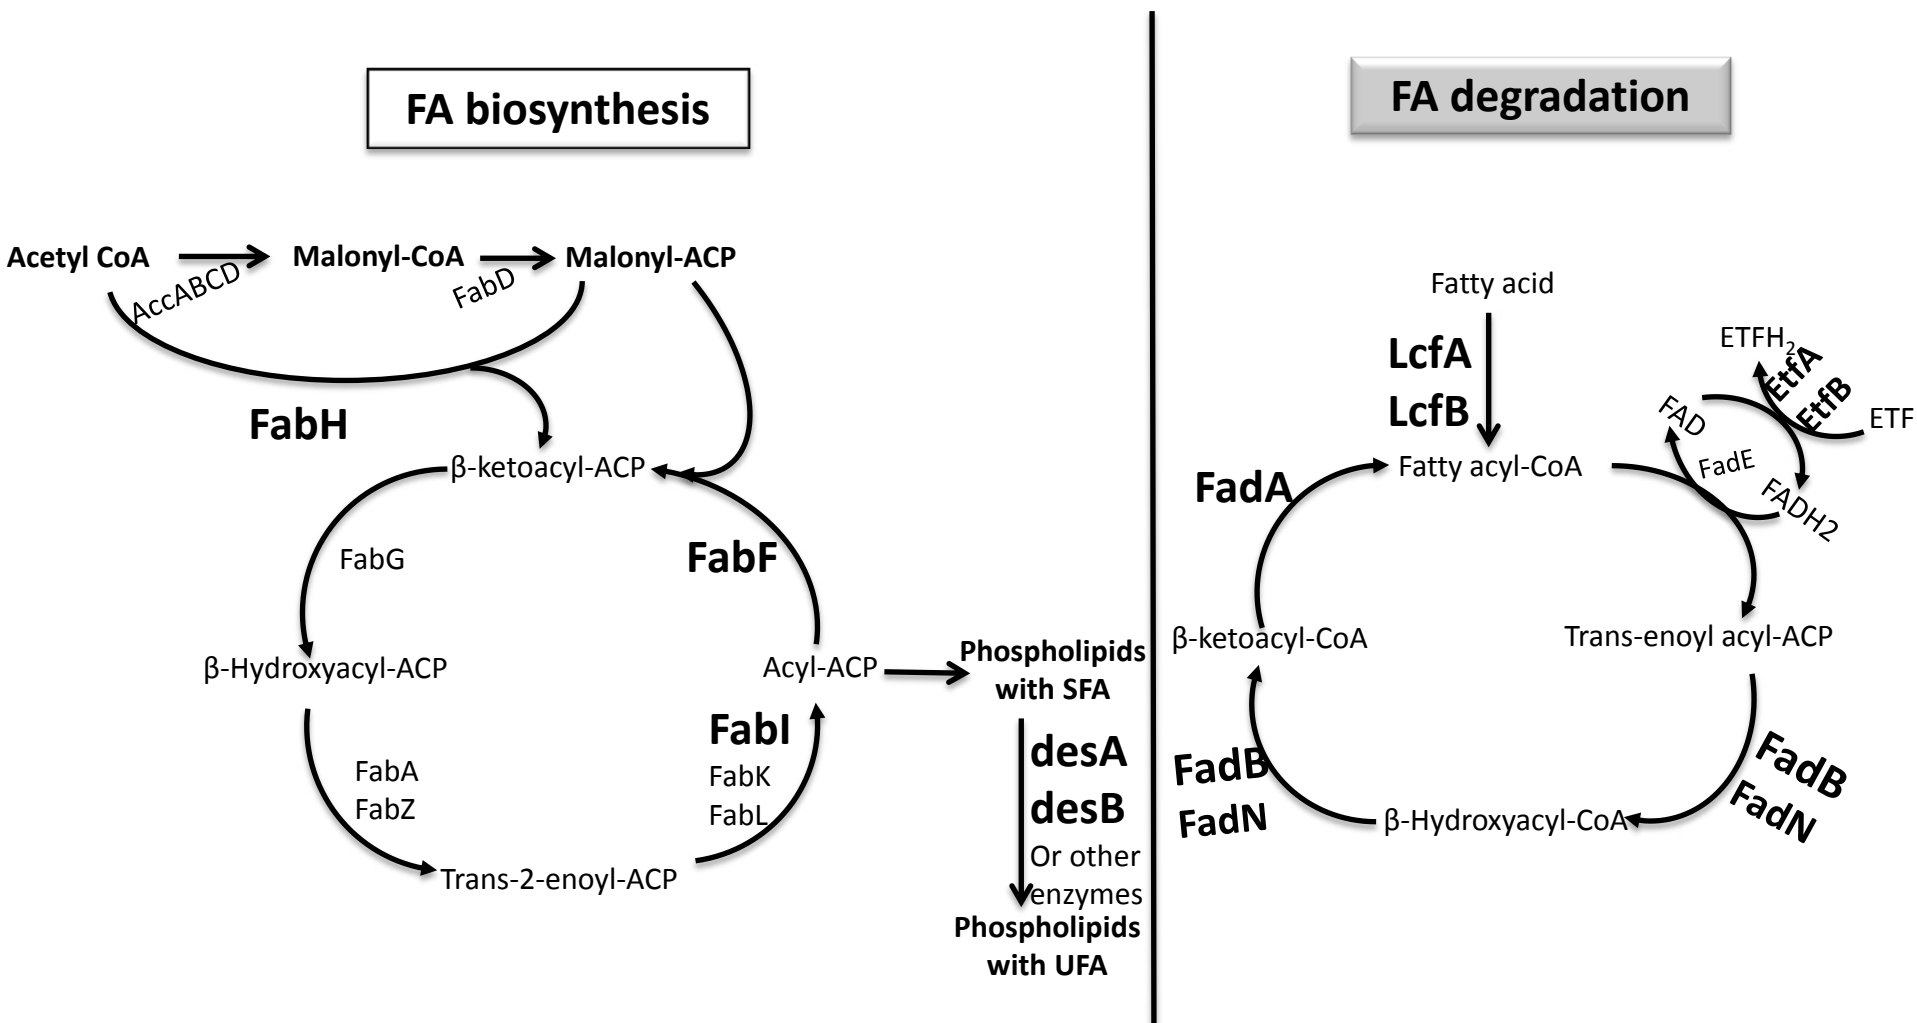 FA biosynthesis
Acetyl CoA
AccABCD
Malonyl-CoA
FabD
Malonyl-ACP
FabH
β-ketoacyl-ACP
FabG
FabF
β-Hydroxyacyl-ACP
Acyl-ACP
FabA
FabZ
FabI
FabK
FabL
Trans-2-enoyl-ACP
Phospholipids
with SFA
desA
desB
Or other
enzymes
Phospholipids
with UFA
FA degradation
Fatty acid
LcfA
LcfB
ETFH2
EtfA
EtfB
ETF
FAD
FadE
FADH2
Fatty acyl-CoA
FadA
β-ketoacyl-CoA
Trans-enoyl acyl-ACP
FadB
FadN
β-Hydroxyacyl-CoA
FadB
FadN